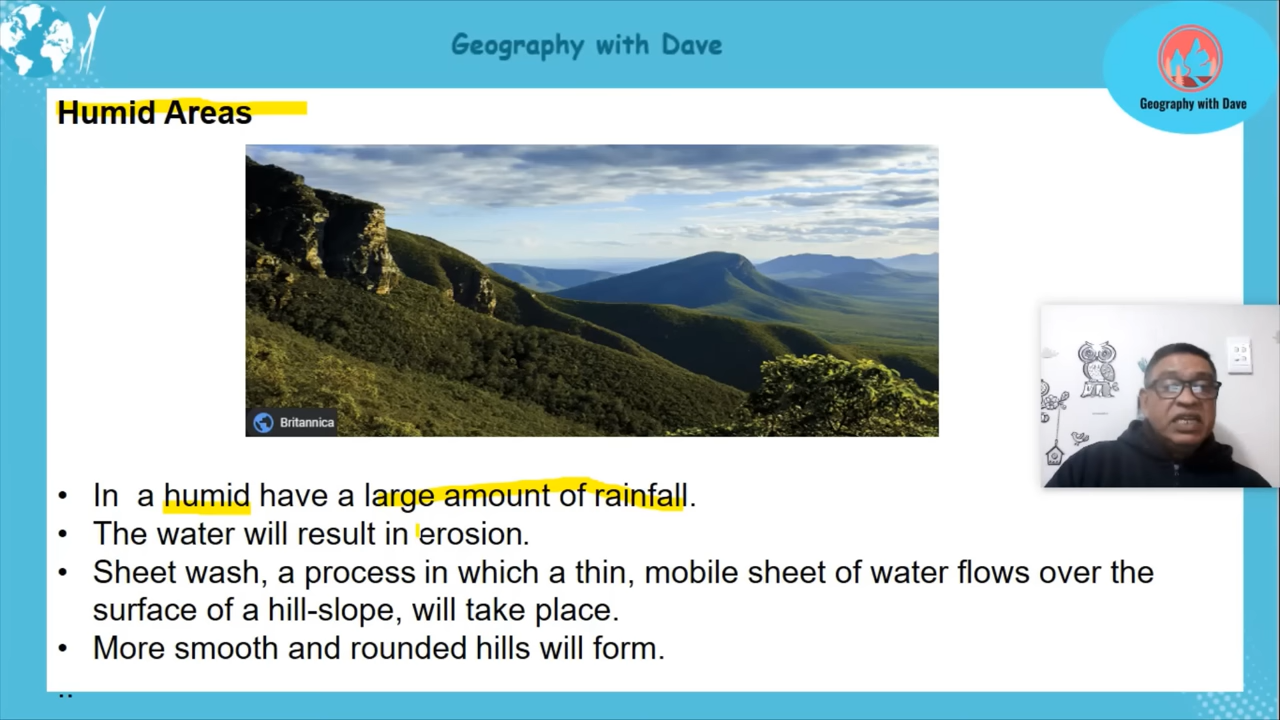 Geography with Dave
Geography with Dave
Humid Areas
Britannica
• In  a humid have a large amount of rainfall.
• The water will result in erosion.
• Sheet wash, a process in which a thin, mobile sheet of water flows over the
surface of a hill-slope, will take place.
• More smooth and rounded hills will form.